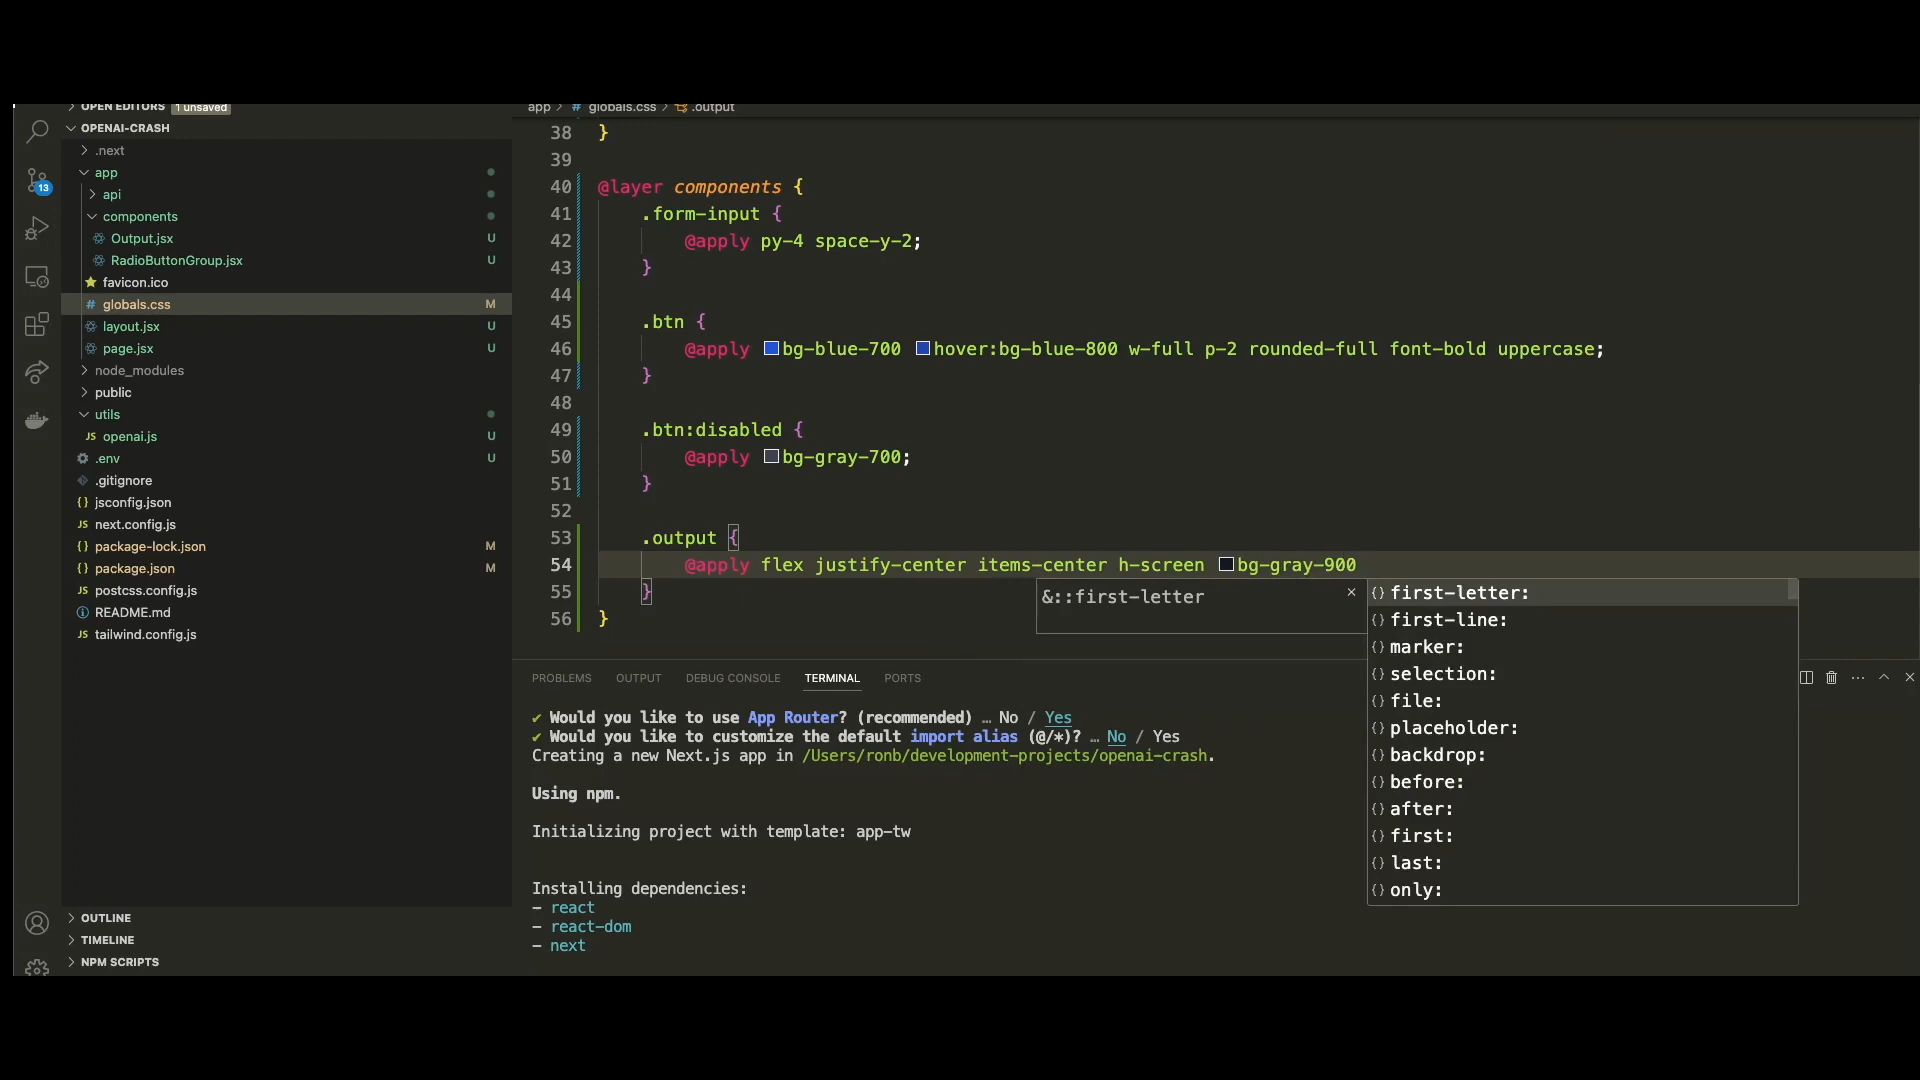 OPEN EDITORS 1 unsaved
OPENAI-CRASH
.next
app
api
components
Output.jsx U
RadioButtonGroup.jsx U
favicon.ico
# globals.css M
layout.jsx U
page.jsx U
node_modules
public
utils
JS openai.js U
.env U
.gitignore
{} jsconfig.json
JS next.config.js
{} package-lock.json M
{} package.json M
JS postcss.config.js
README.md
JS tailwind.config.js
OUTLINE
TIMELINE
NPM SCRIPTS
13
app > # globals.css > .output
38 }
39
40 @layer components {
41 .form-input {
42 @apply py-4 space-y-2;
43 }
44
45 .btn {
46 @apply bg-blue-700 hover:bg-blue-800 w-full p-2 rounded-full font-bold uppercase;
47 }
48
49 .btn:disabled {
50 @apply bg-gray-700;
51 }
52
53 .output {
54 @apply flex justify-center items-center h-screen bg-gray-900
55 }
56 }
&::first-letter
{} first-letter:
{} first-line:
{} marker:
{} selection:
{} file:
{} placeholder:
{} backdrop:
{} before:
{} after:
{} first:
{} last:
{} only:
PROBLEMS OUTPUT DEBUG CONSOLE TERMINAL PORTS
✔ Would you like to use App Router? (recommended) … No / Yes
✔ Would you like to customize the default import alias (@/*)? … No / Yes
Creating a new Next.js app in /Users/ronb/development-projects/openai-crash.
Using npm.
Initializing project with template: app-tw
Installing dependencies:
- react
- react-dom
- next